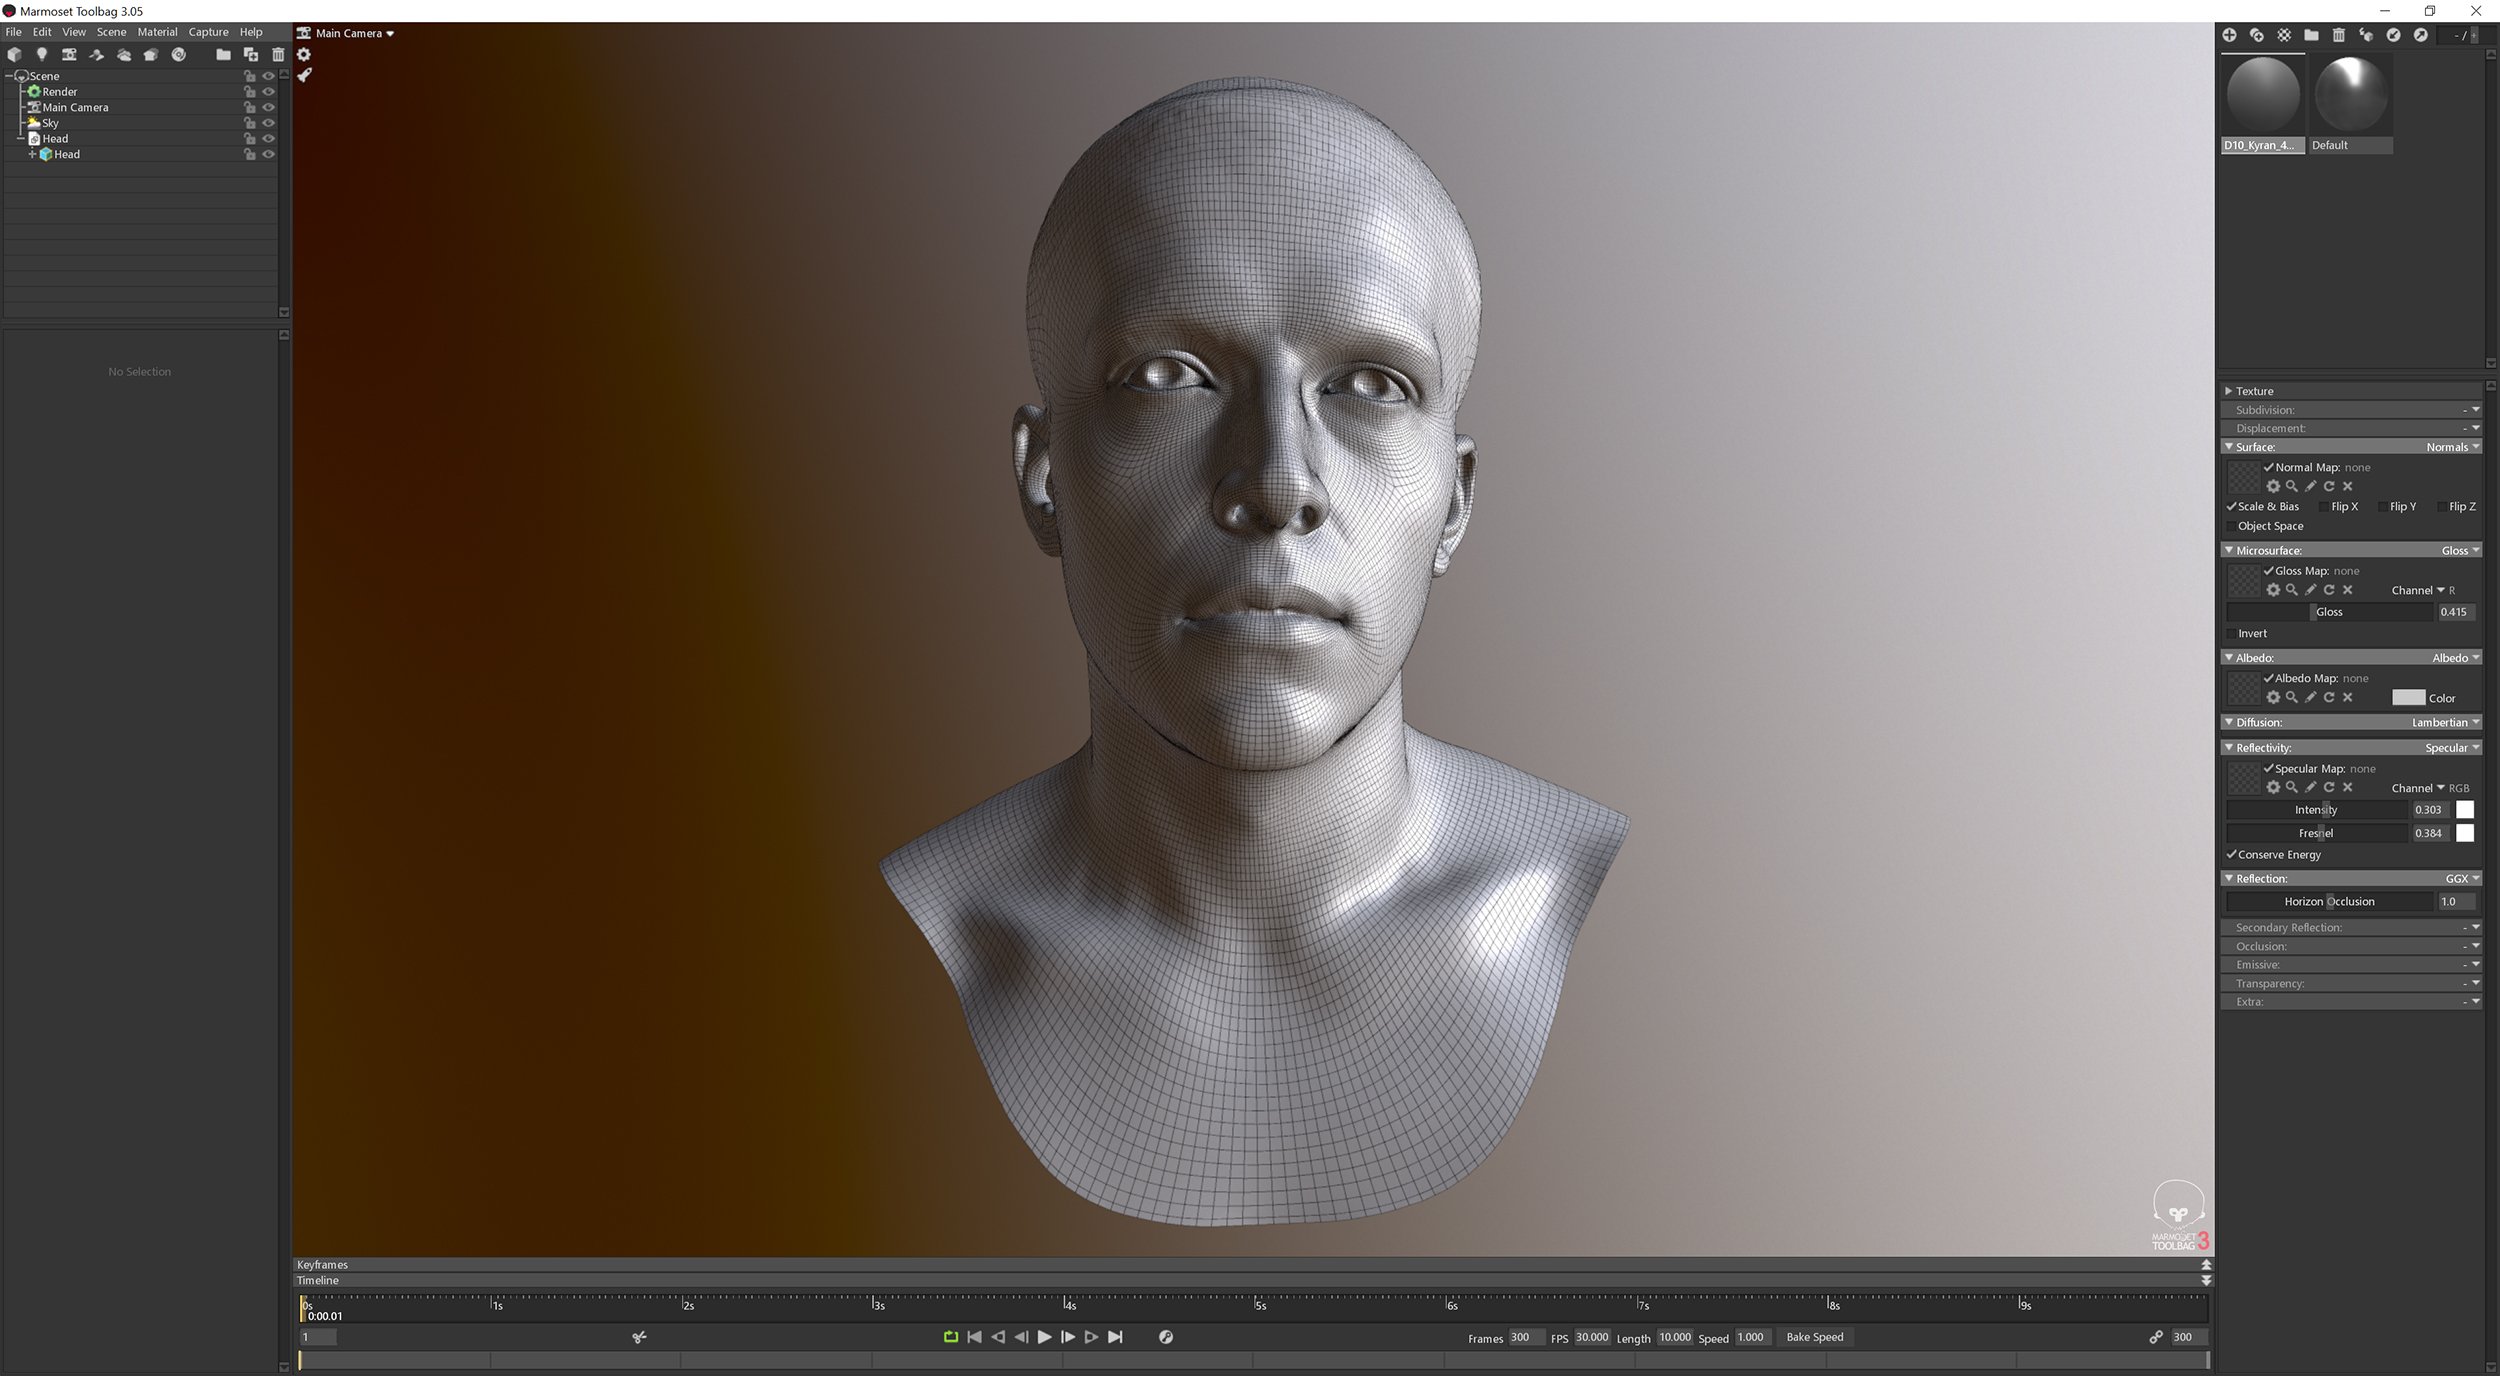 Marmoset Toolbag 3.05
File Edit View Scene Material Capture Help
Scene
Render
Main Camera
Sky
Head
Head
No Selection
Main Camera
MARMOSET
TOOLBAG 3
- /
D10_Kyran_4... Default
Texture
Subdivision: -
Displacement: -
Surface: Normals
Normal Map: none
Scale & Bias Flip X Flip Y Flip Z
Object Space
Microsurface: Gloss
Gloss Map: none
Channel R
Gloss 0.415
Invert
Albedo: Albedo
Albedo Map: none
Color
Diffusion: Lambertian
Reflectivity: Specular
Specular Map: none
Channel RGB
Intensity 0.303
Fresnel 0.384
Conserve Energy
Reflection: GGX
Horizon Occlusion 1.0
Secondary Reflection: -
Occlusion: -
Emissive: -
Transparency: -
Extra: -
Keyframes
Timeline
0s 1s 2s 3s 4s 5s 6s 7s 8s 9s
0:00.01
1 Frames 300 FPS 30.000 Length 10.000 Speed 1.000 Bake Speed 300